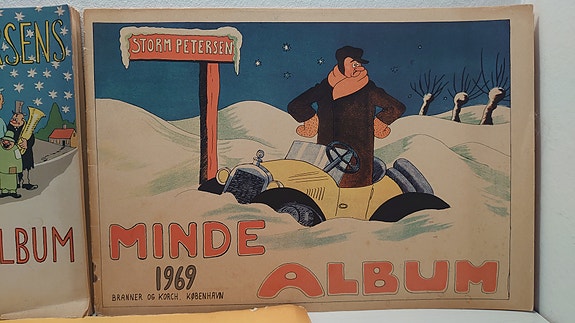 SENS
LBUM
STORM PETERSEN
MINDE
1969
ALBUM
BRANNER OG KORCH. KØBENHAVN